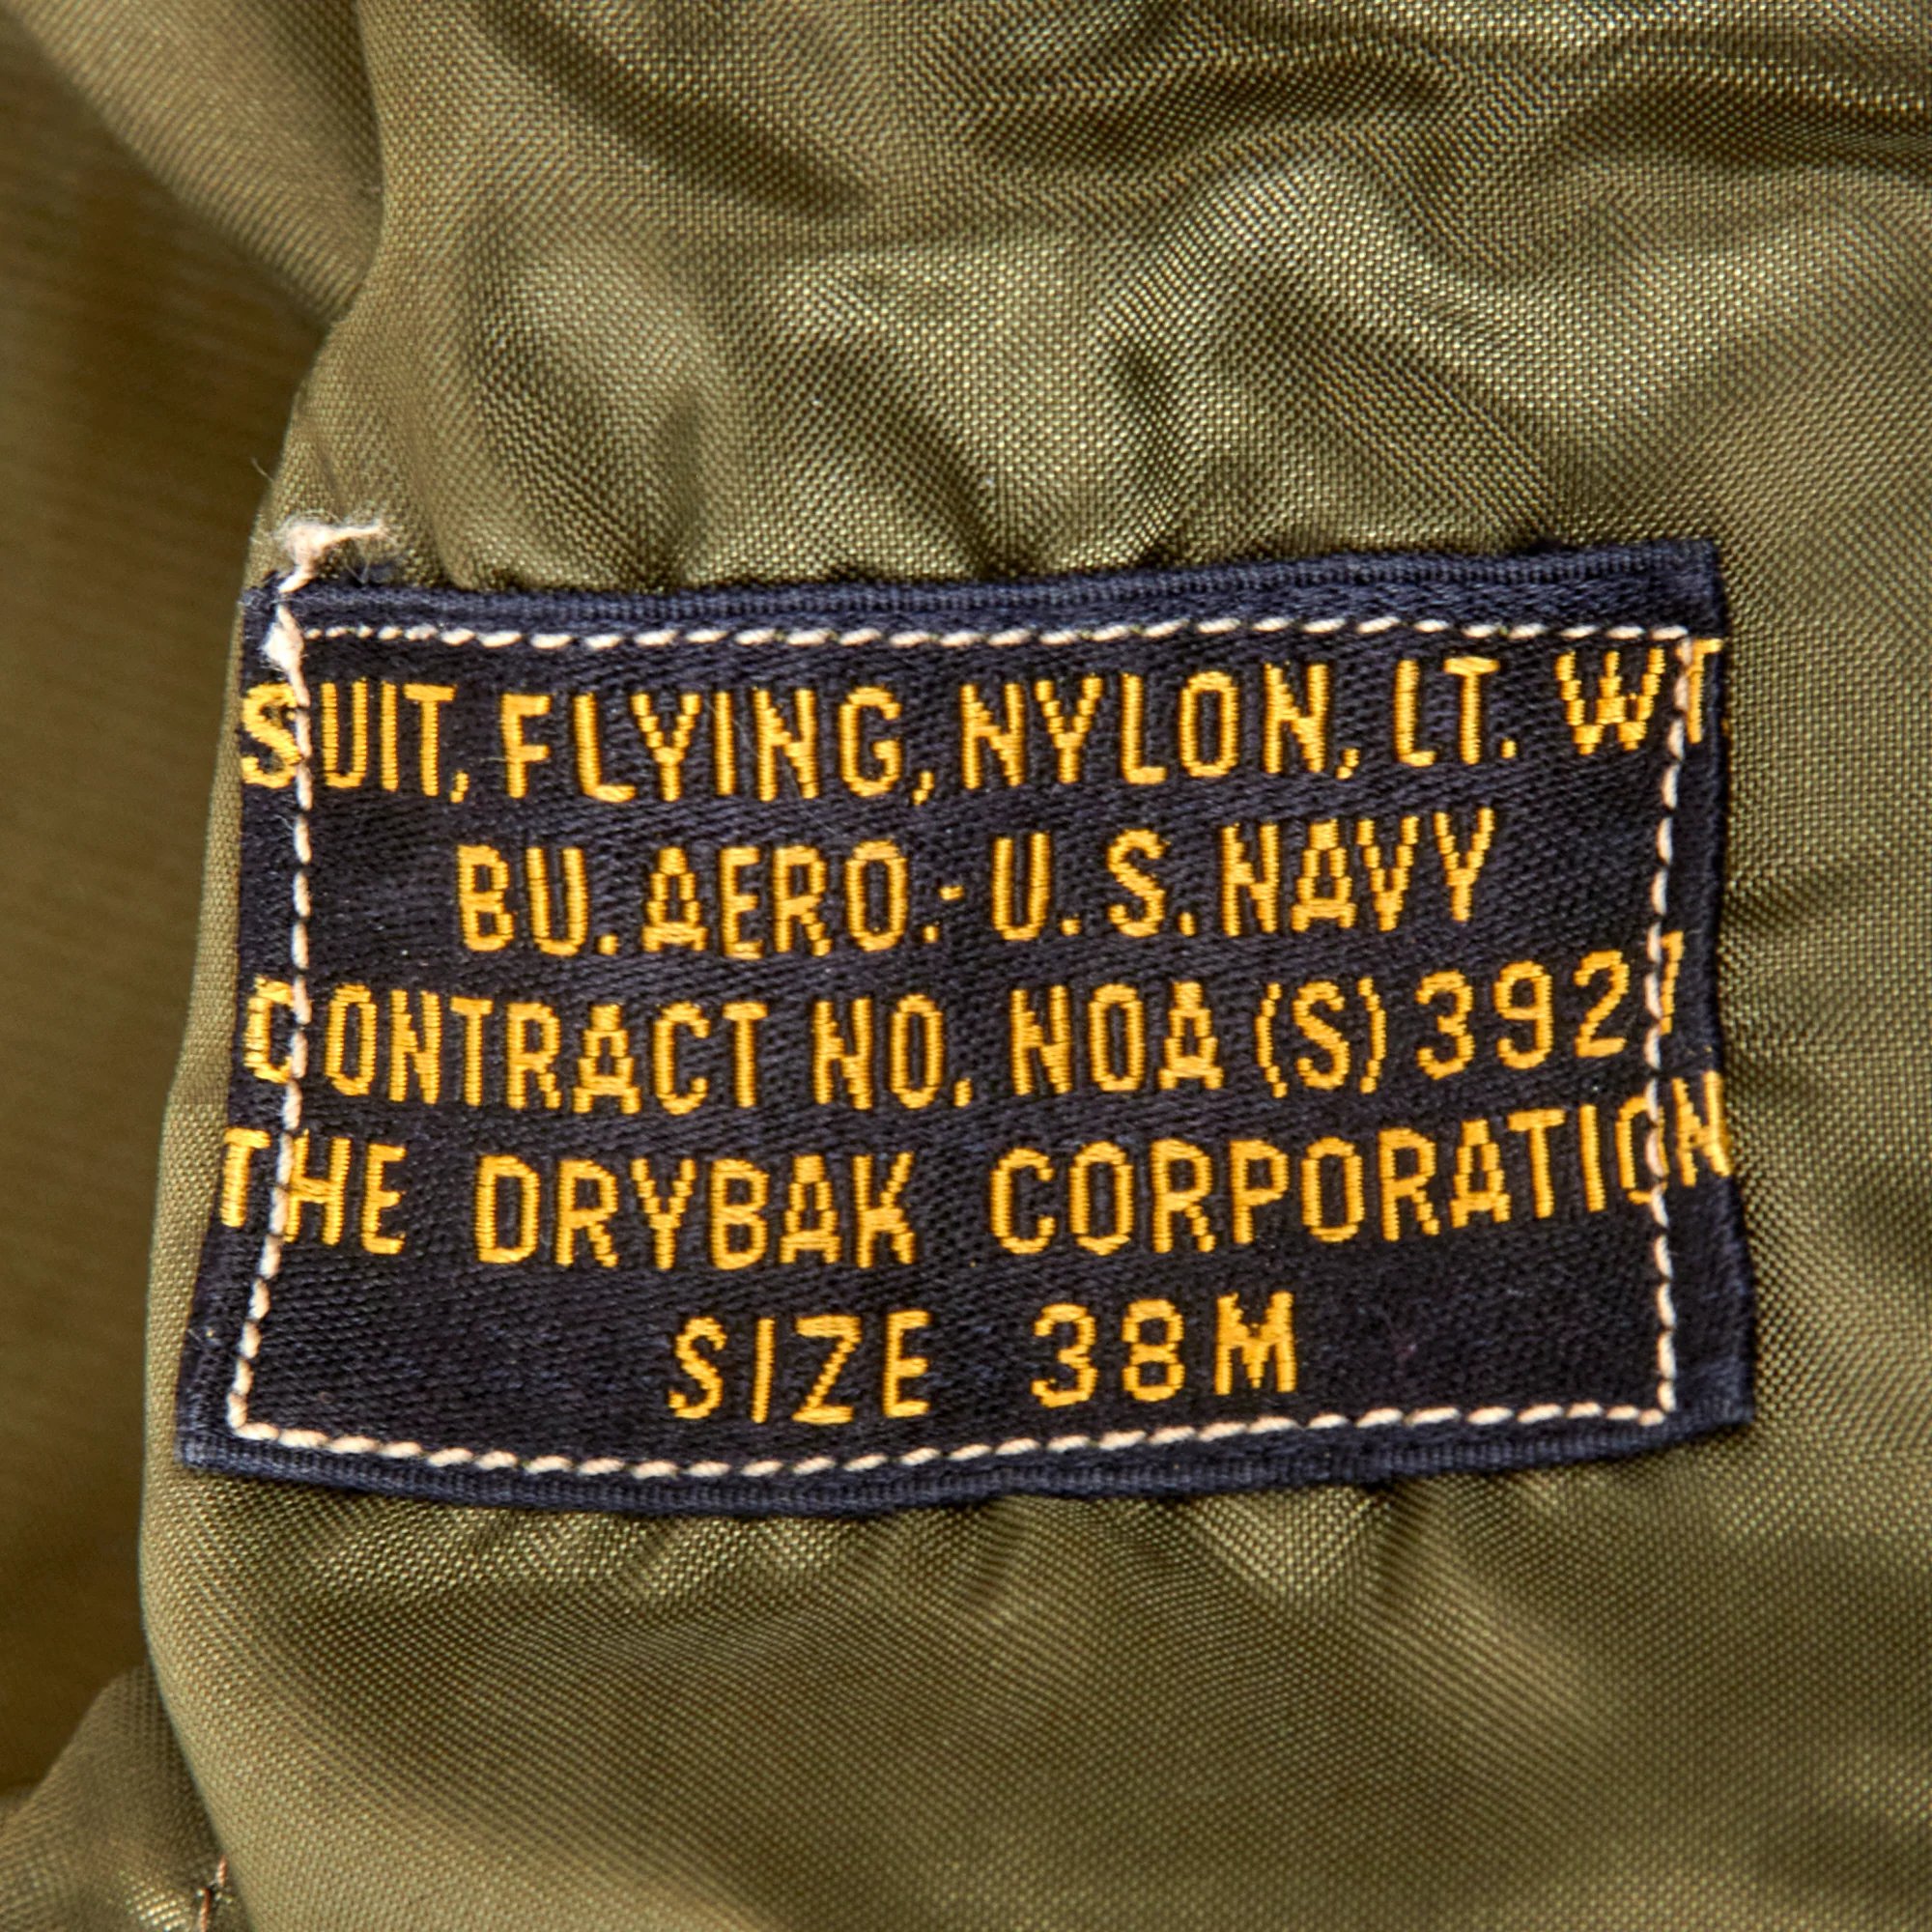 SUIT, FLYING, NYLON, LT. WT.
BU. AERO.- U.S. NAVY
CONTRACT NO. NOA (S) 3927
THE DRYBAK CORPORATION
SIZE 38M